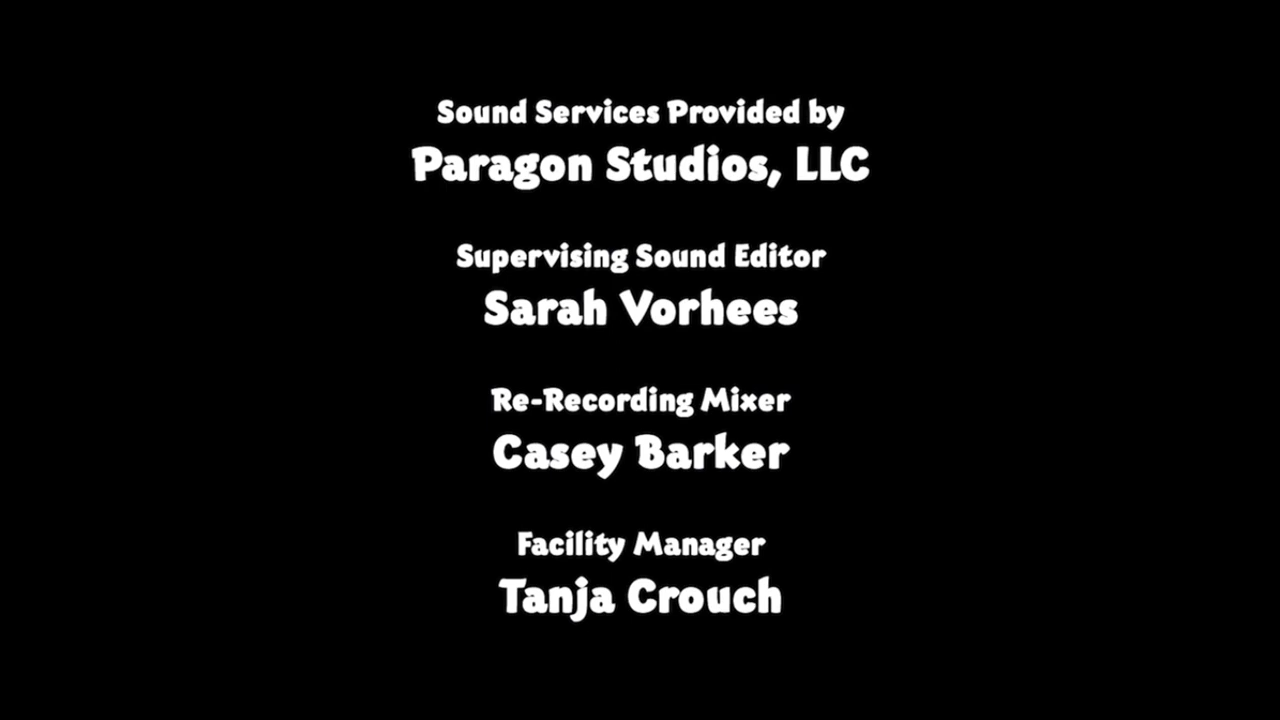 Sound Services Provided by
Paragon Studios, LLC
Supervising Sound Editor
Sarah Vorhees
Re-Recording Mixer
Casey Barker
Facility Manager
Tanja Crouch